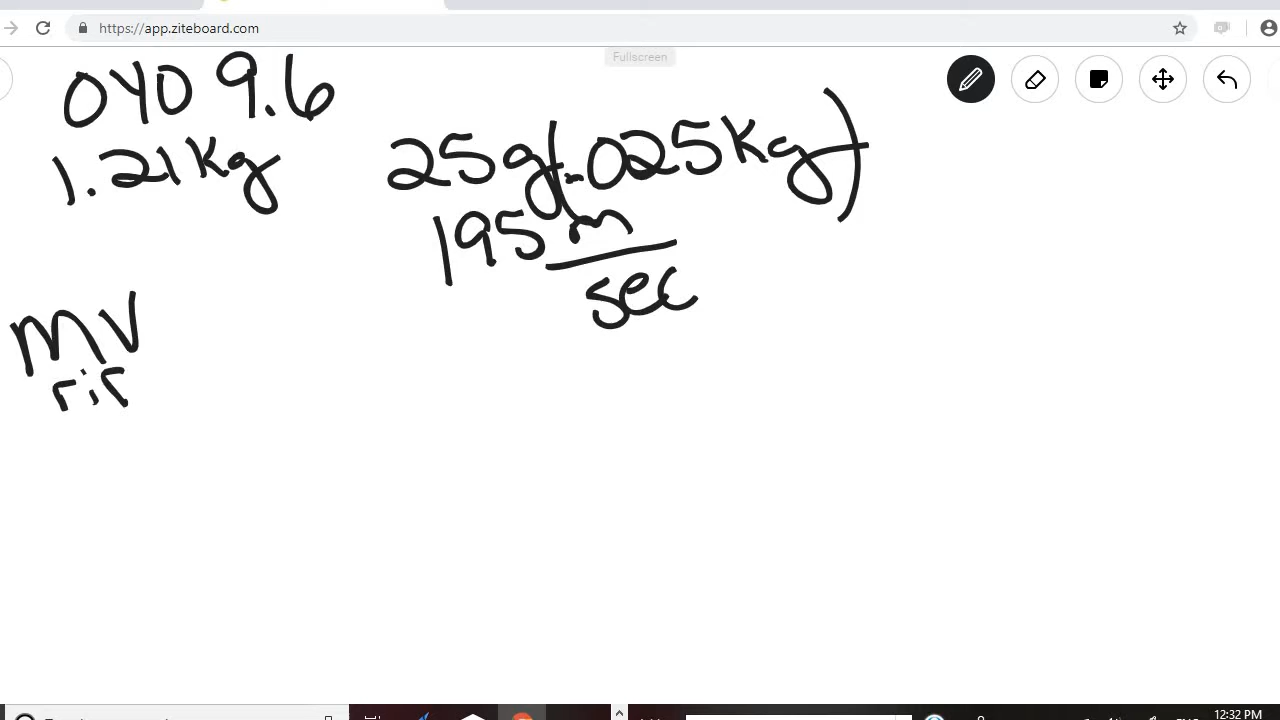 https://app.ziteboard.com
Fullscreen
OYO 9.6
1.21 kg
25g (.025 kg)
195 m
sec
mv
rir
12:32 PM